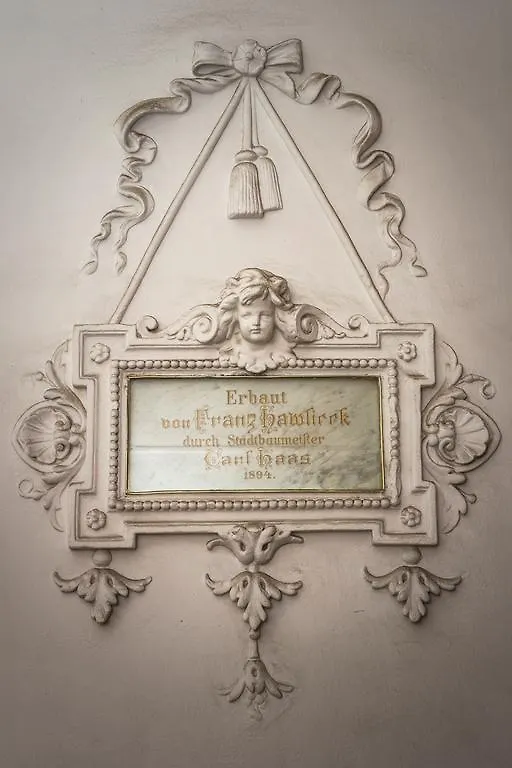 Erbaut
von Franz Hawlicek
durch Stadtbaumeister
Carl Haas
1894.